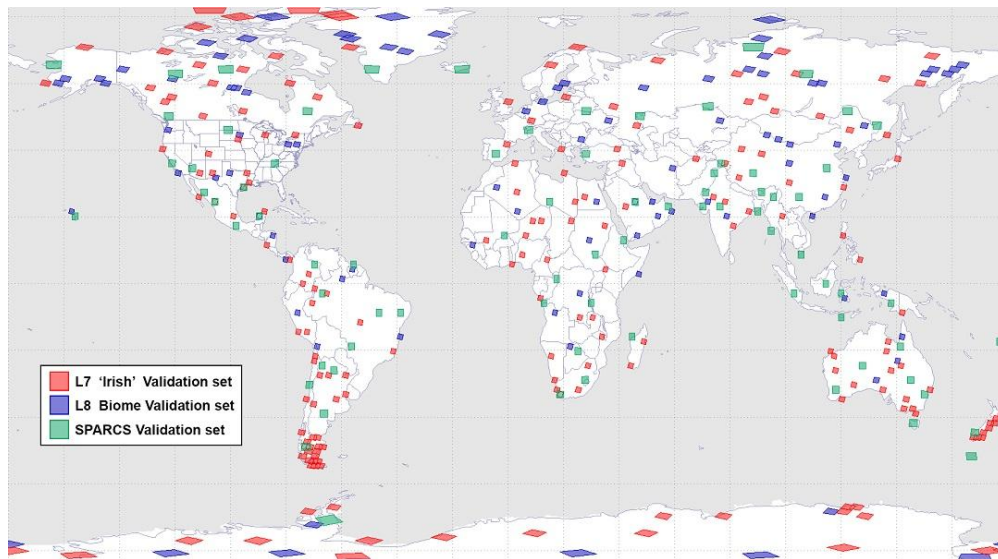 L7 'Irish' Validation set
L8 Biome Validation set
SPARCS Validation set